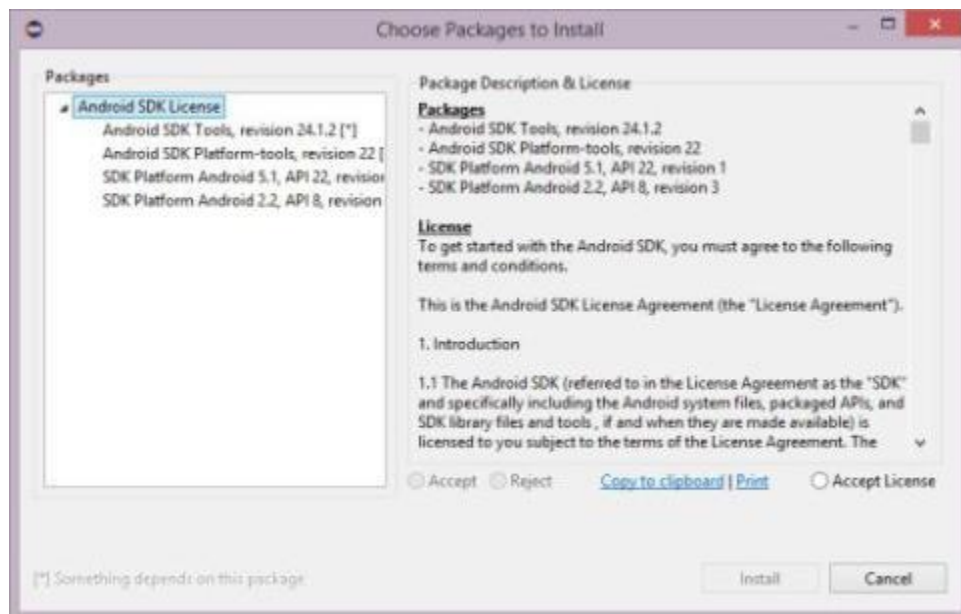 Choose Packages to Install
Packages
Android SDK License
Android SDK Tools, revision 24.1.2 [*]
Android SDK Platform-tools, revision 22 [
SDK Platform Android 5.1, API 22, revision
SDK Platform Android 2.2, API 8, revision
Package Description & License
Packages
- Android SDK Tools, revision 24.1.2
- Android SDK Platform-tools, revision 22
- SDK Platform Android 5.1, API 22, revision 1
- SDK Platform Android 2.2, API 8, revision 3
License
To get started with the Android SDK, you must agree to the following
terms and conditions.
This is the Android SDK License Agreement (the "License Agreement").
1. Introduction
1.1 The Android SDK (referred to in the License Agreement as the "SDK"
and specifically including the Android system files, packaged APIs, and
SDK library files and tools , if and when they are made available) is
licensed to you subject to the terms of the License Agreement. The
Accept Reject Copy to clipboard | Print Accept License
[*] Something depends on this package
Install Cancel